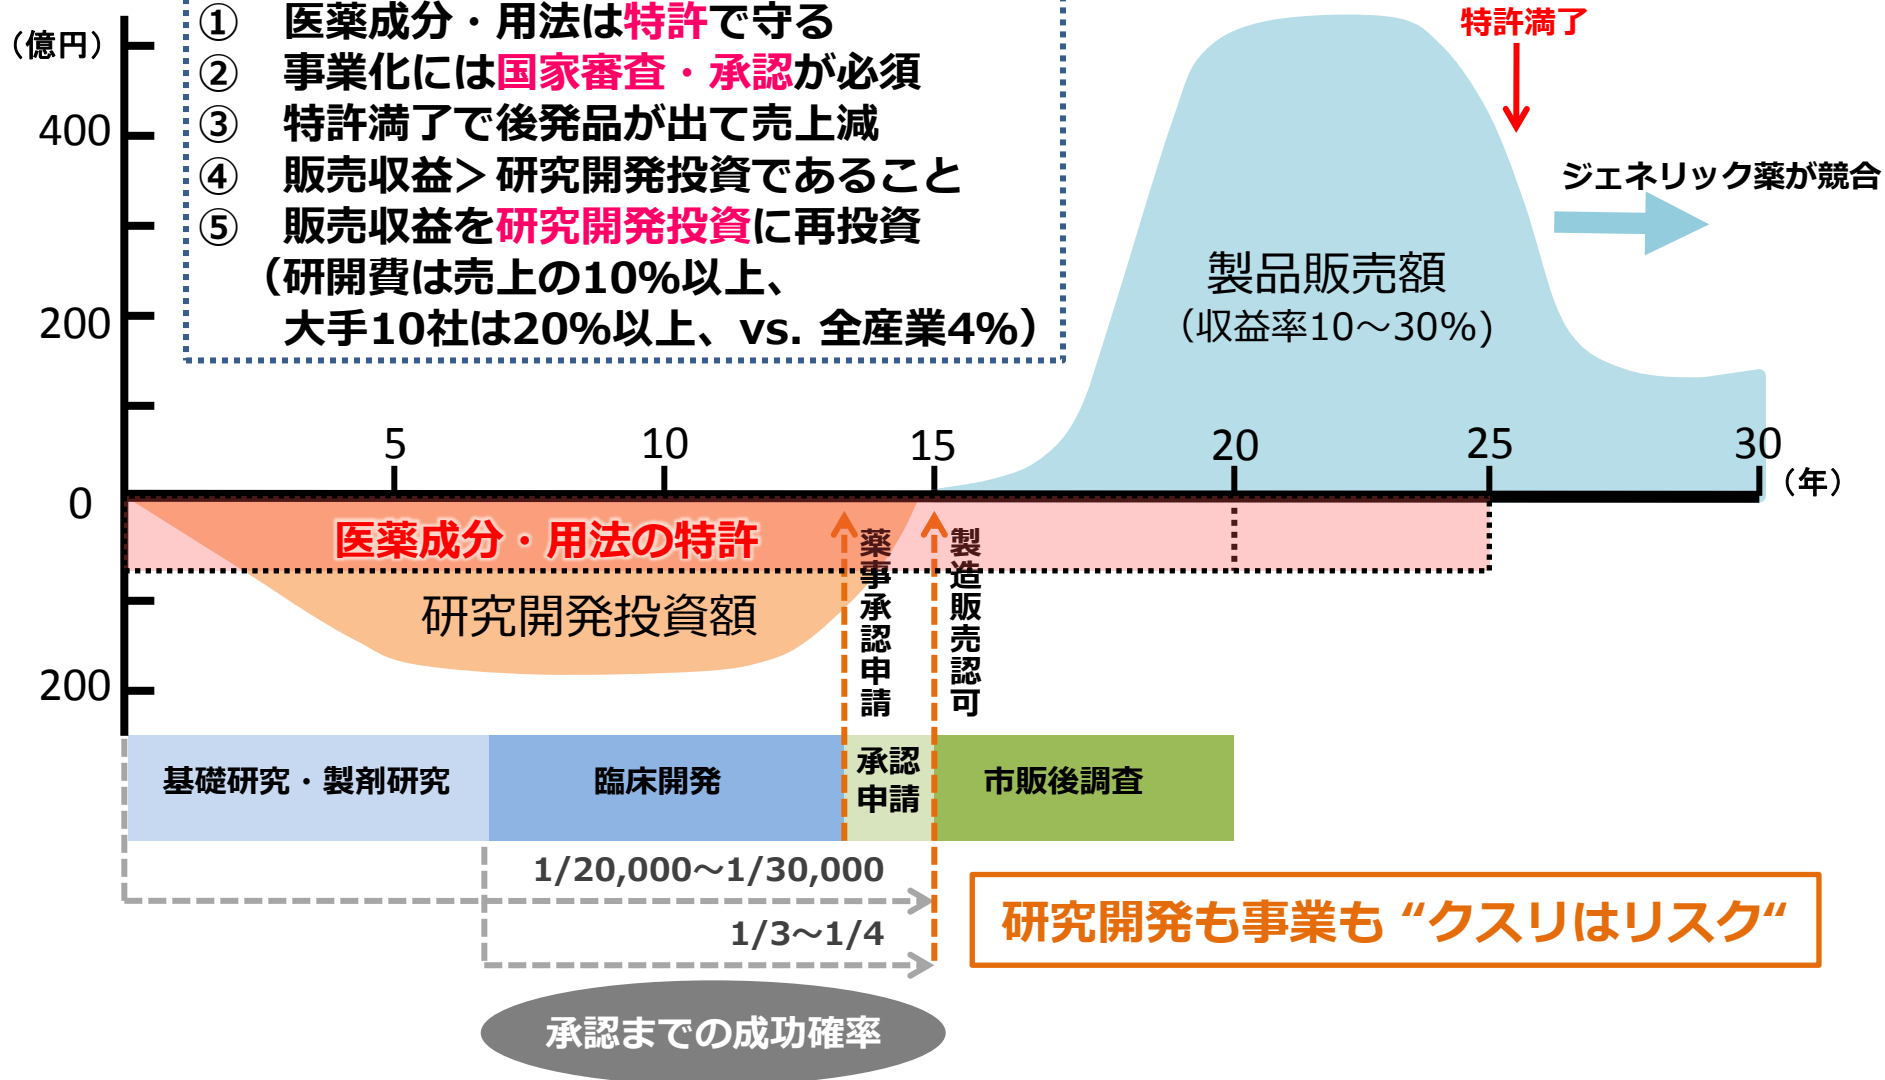 （億円）
① 医薬成分・用法は特許で守る
② 事業化には国家審査・承認が必須
③ 特許満了で後発品が出て売上減
④ 販売収益＞研究開発投資であること
⑤ 販売収益を研究開発投資に再投資
（研開費は売上の10%以上、
大手10社は20%以上、vs. 全産業4%）
特許満了
ジェネリック薬が競合
製品販売額
（収益率10～30%)
400
200
0
200
5
10
15
20
25
30
（年）
医薬成分・用法の特許
研究開発投資額
薬事承認申請
製造販売認可
基礎研究・製剤研究
臨床開発
承認
申請
市販後調査
1/20,000～1/30,000
1/3～1/4
承認までの成功確率
研究開発も事業も “クスリはリスク“